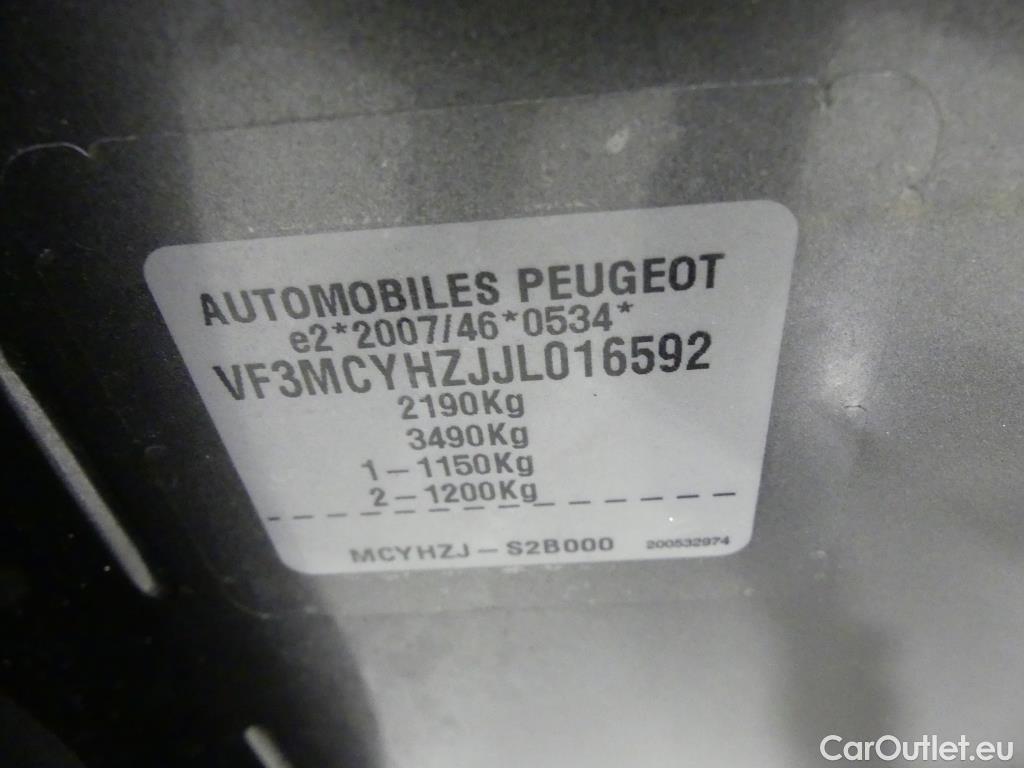 AUTOMOBILES PEUGEOT
e2*2007/46*0534*
VF3MCYHZJJL016592
2190Kg
3490Kg
1-1150Kg
2-1200Kg
MCYHZJ-S2B000 200532974
CarOutlet.eu